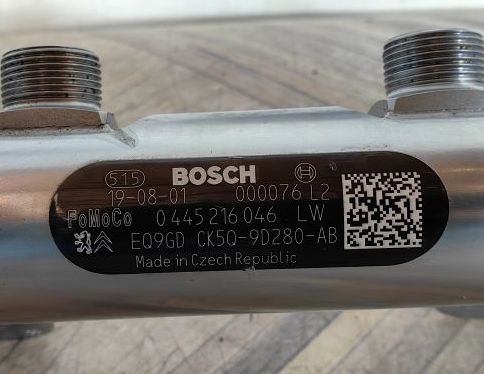 515 BOSCH
19-08-01 000076 L2
FoMoCo 0 445 216 046 LW
EQ9GD CK5Q-9D280-AB
Made in Czech Republic